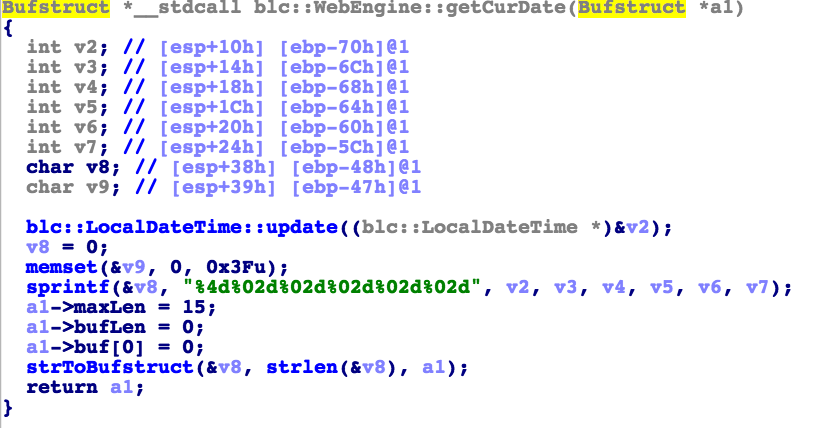 Bufstruct *__stdcall blc::WebEngine::getCurDate(Bufstruct *a1)
{
int v2; // [esp+10h] [ebp-70h]@1
int v3; // [esp+14h] [ebp-6Ch]@1
int v4; // [esp+18h] [ebp-68h]@1
int v5; // [esp+1Ch] [ebp-64h]@1
int v6; // [esp+20h] [ebp-60h]@1
int v7; // [esp+24h] [ebp-5Ch]@1
char v8; // [esp+38h] [ebp-48h]@1
char v9; // [esp+39h] [ebp-47h]@1
blc::LocalDateTime::update((blc::LocalDateTime *)&v2);
v8 = 0;
memset(&v9, 0, 0x3Fu);
sprintf(&v8, "%4d%02d%02d%02d%02d%02d", v2, v3, v4, v5, v6, v7);
a1->maxLen = 15;
a1->bufLen = 0;
a1->buf[0] = 0;
strToBufstruct(&v8, strlen(&v8), a1);
return a1;
}